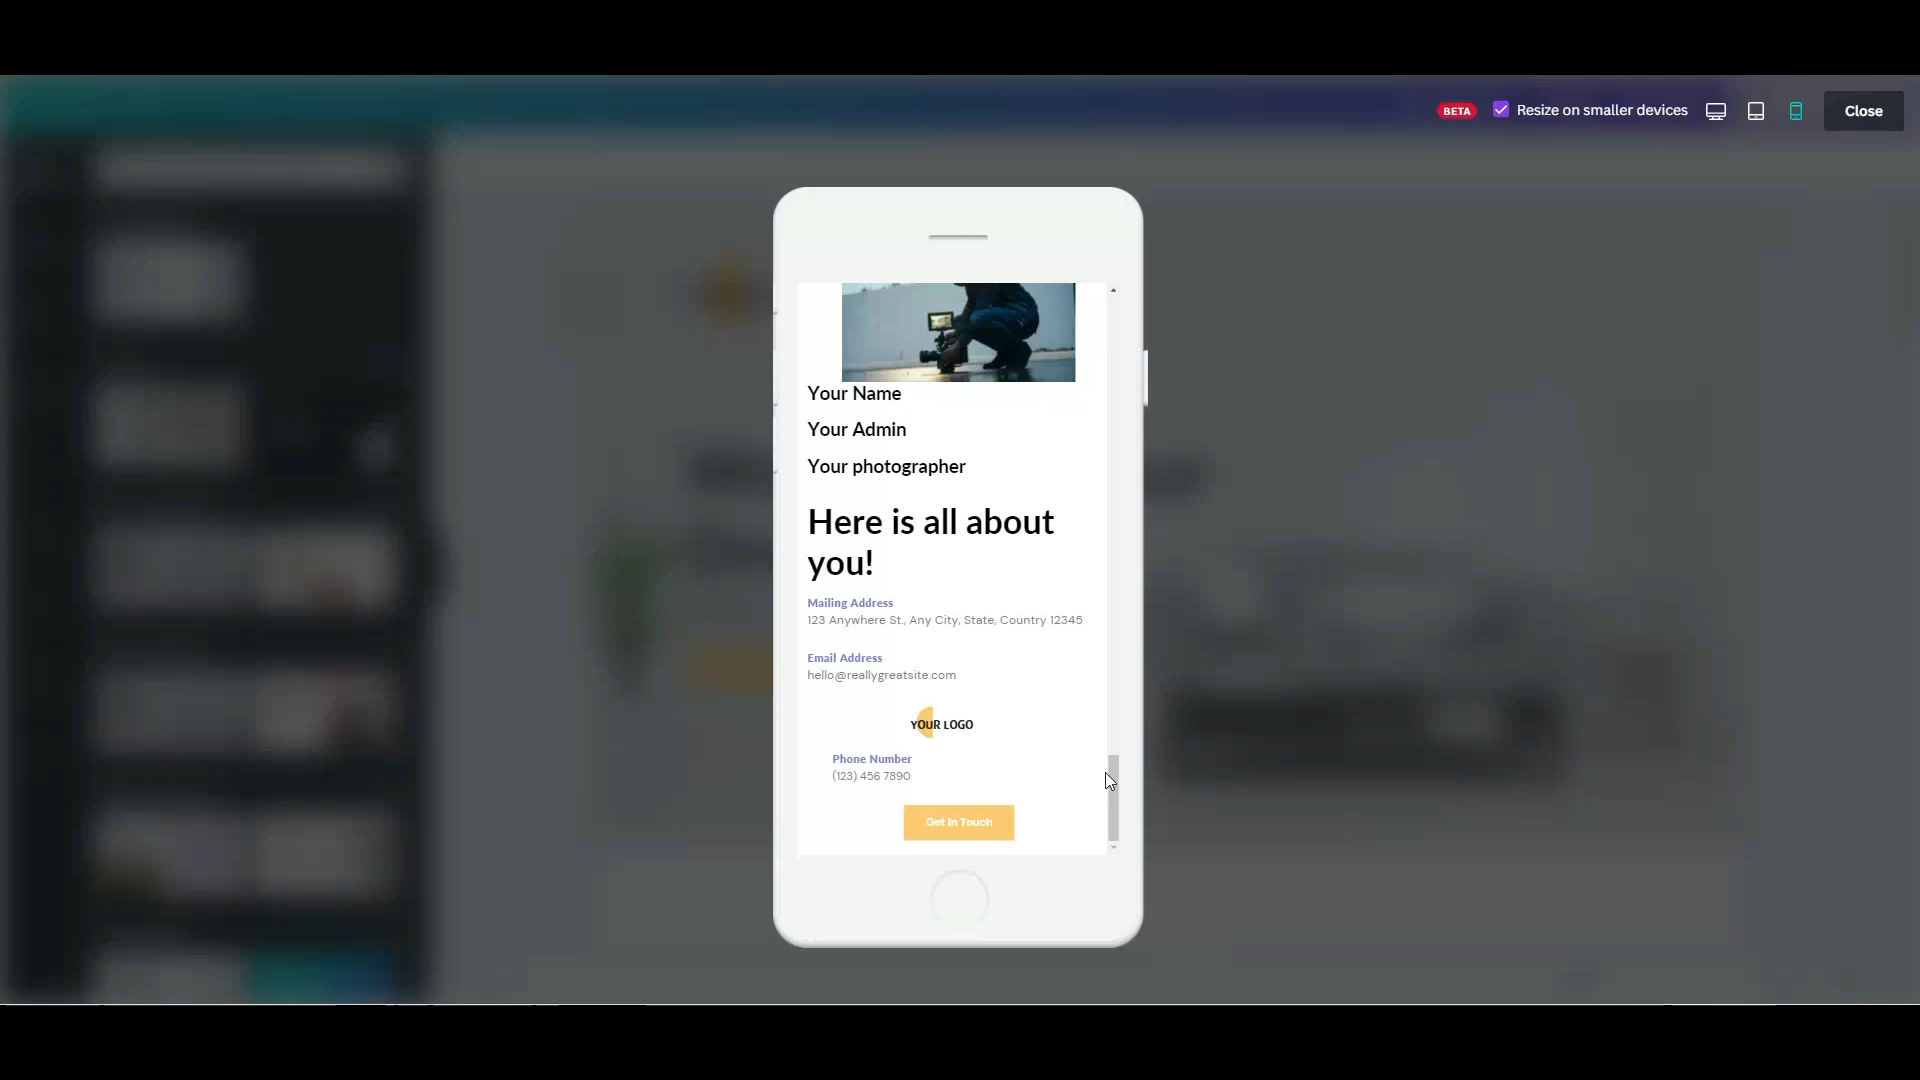 BETA
Resize on smaller devices
Close
Your Name
Your Admin
Your photographer
Here is all about
you!
Mailing Address
123 Anywhere St., Any City, State, Country 12345
Email Address
hello@reallygreatsite.com
YOUR LOGO
Phone Number
(123) 456 7890
Get In Touch